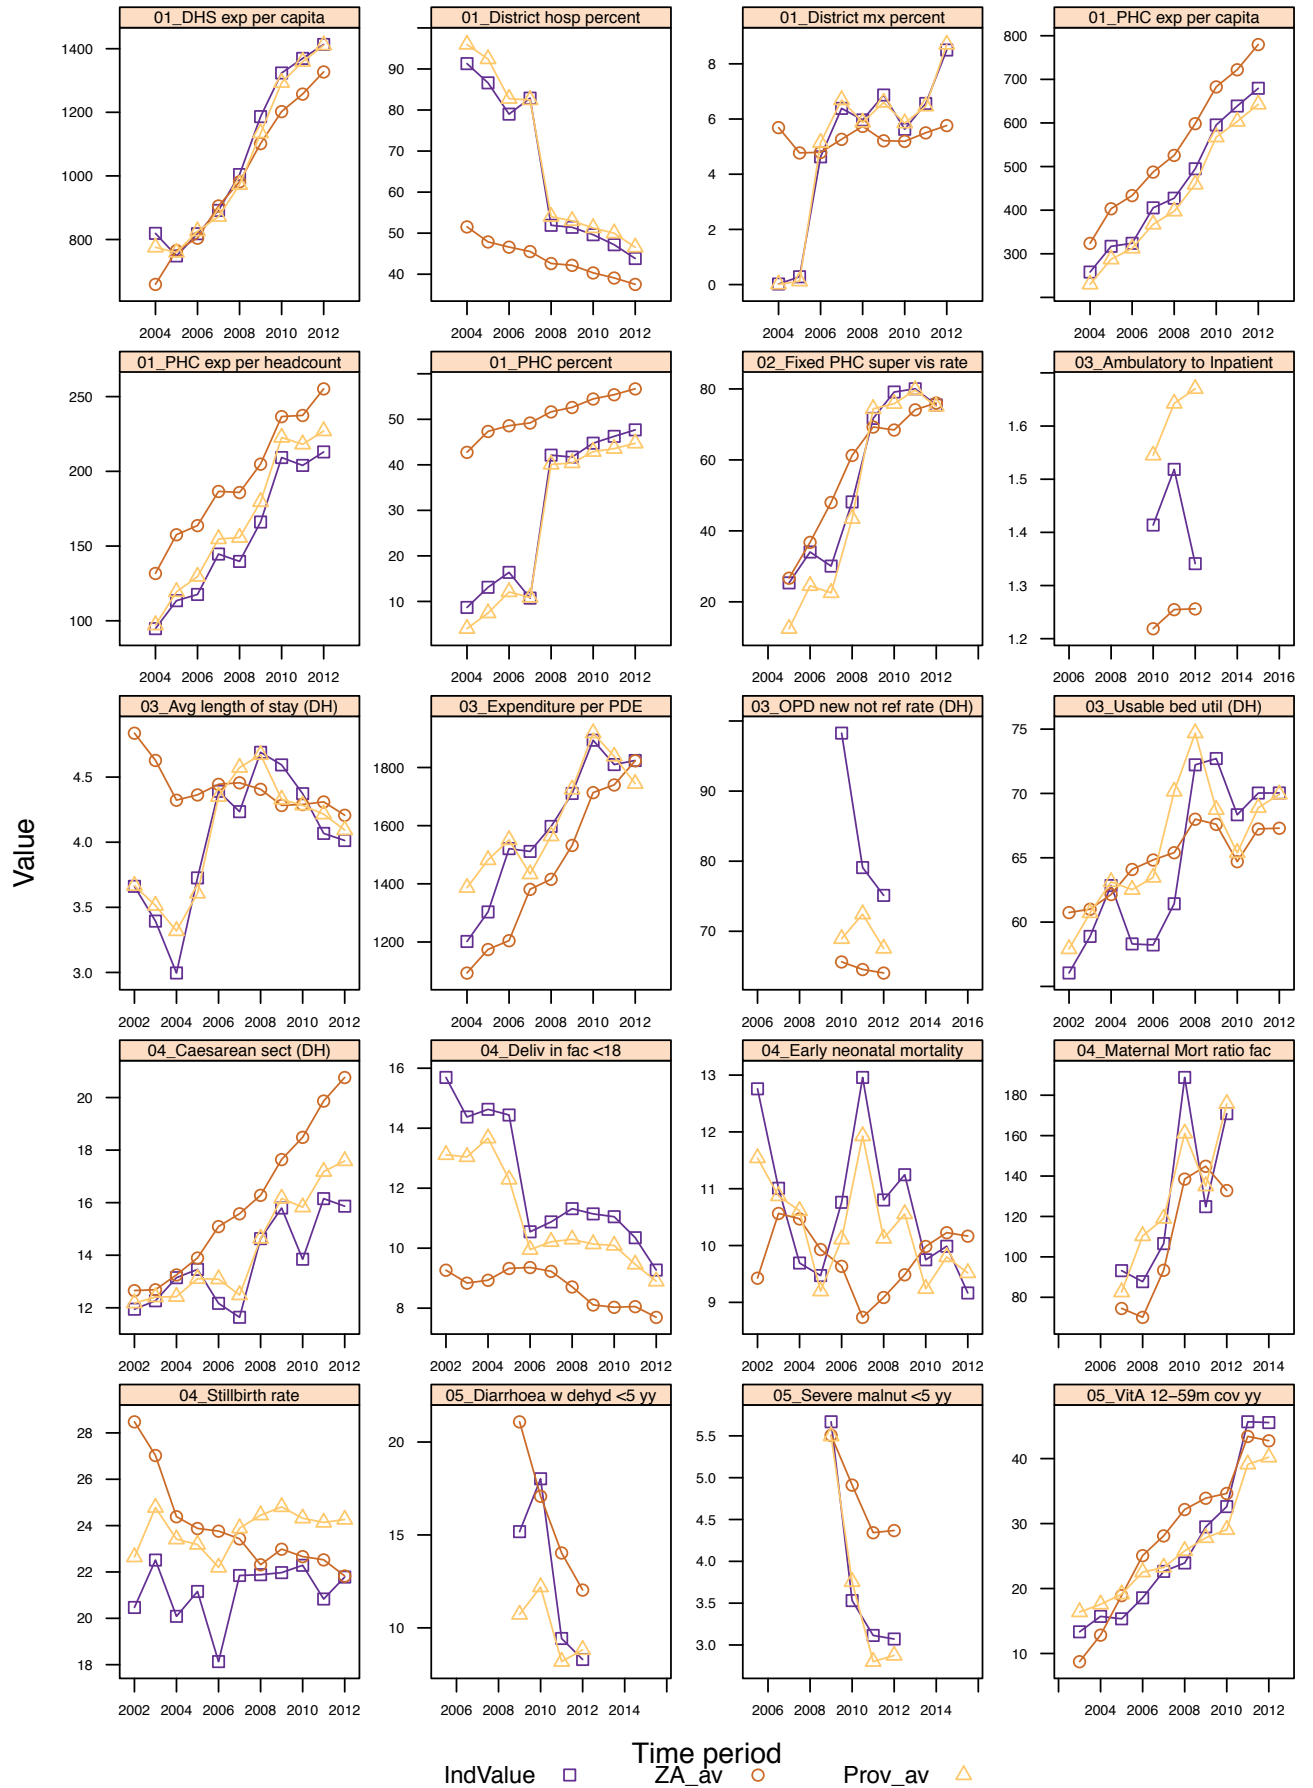 01_DHS exp per capita
01_District hosp percent
01_District mx percent
01_PHC exp per capita
1400
1200
1000
800
2004 2006 2008 2010 2012
90
80
70
60
50
40
2004 2006 2008 2010 2012
8
6
4
2
0
2004 2006 2008 2010 2012
800
700
600
500
400
300
2004 2006 2008 2010 2012
01_PHC exp per headcount
01_PHC percent
02_Fixed PHC super vis rate
03_Ambulatory to Inpatient
250
200
150
100
2004 2006 2008 2010 2012
50
40
30
20
10
2004 2006 2008 2010 2012
80
60
40
20
2004 2006 2008 2010 2012
1.6
1.5
1.4
1.3
1.2
2006 2008 2010 2012 2014 2016
03_Avg length of stay (DH)
03_Expenditure per PDE
03_OPD new not ref rate (DH)
03_Usable bed util (DH)
4.5
4.0
3.5
3.0
2002 2004 2006 2008 2010 2012
1800
1600
1400
1200
2004 2006 2008 2010 2012
90
80
70
2006 2008 2010 2012 2014 2016
75
70
65
60
2002 2004 2006 2008 2010 2012
Value
04_Caesarean sect (DH)
04_Deliv in fac <18
04_Early neonatal mortality
04_Maternal Mort ratio fac
20
18
16
14
12
2002 2004 2006 2008 2010 2012
16
14
12
10
8
2002 2004 2006 2008 2010 2012
13
12
11
10
9
2002 2004 2006 2008 2010 2012
180
160
140
120
100
80
2006 2008 2010 2012 2014
04_Stillbirth rate
05_Diarrhoea w dehyd <5 yy
05_Severe malnut <5 yy
05_VitA 12−59m cov yy
28
26
24
22
20
18
2002 2004 2006 2008 2010 2012
20
15
10
2006 2008 2010 2012 2014
5.5
5.0
4.5
4.0
3.5
3.0
2006 2008 2010 2012 2014
40
30
20
10
2004 2006 2008 2010 2012
Time period
IndValue ZA_av Prov_av